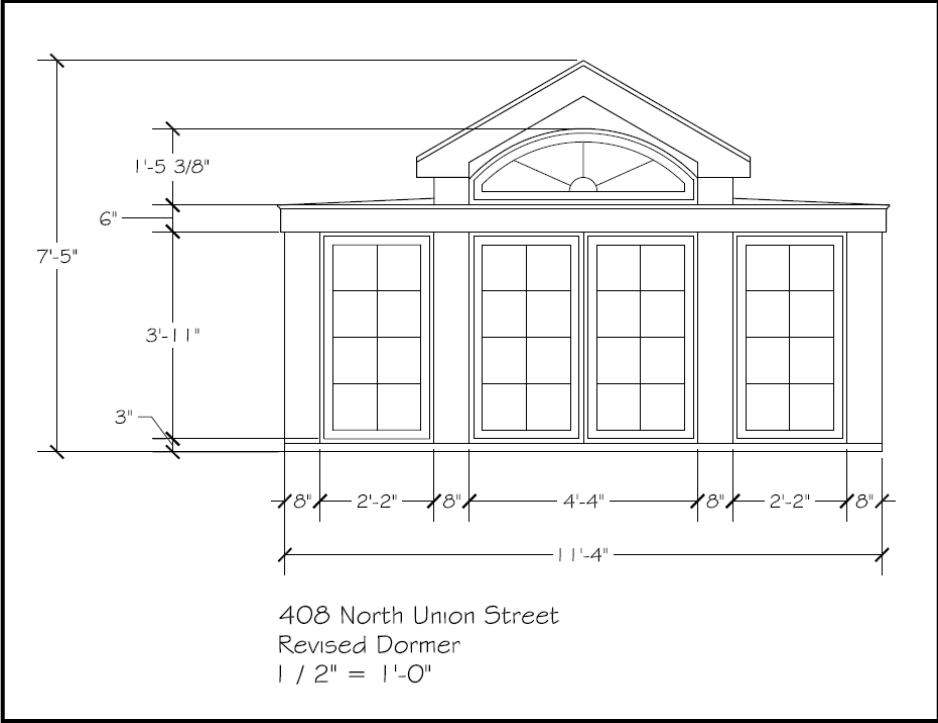 1'-5 3/8"
6"
7'-5"
3'-11"
3"
8" 2'-2" 8" 4'-4" 8" 2'-2" 8"
11'-4"
408 North Union Street
Revised Dormer
1 / 2" = 1'-0"